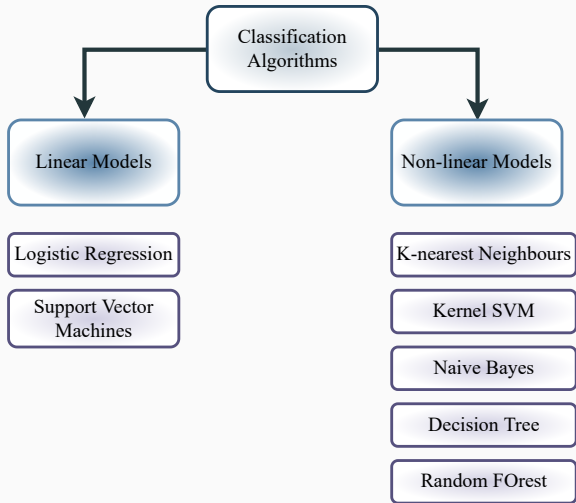 Classification
Algorithms
Linear Models
Non-linear Models
Logistic Regression
K-nearest Neighbours
Support Vector
Machines
Kernel SVM
Naive Bayes
Decision Tree
Random FOrest